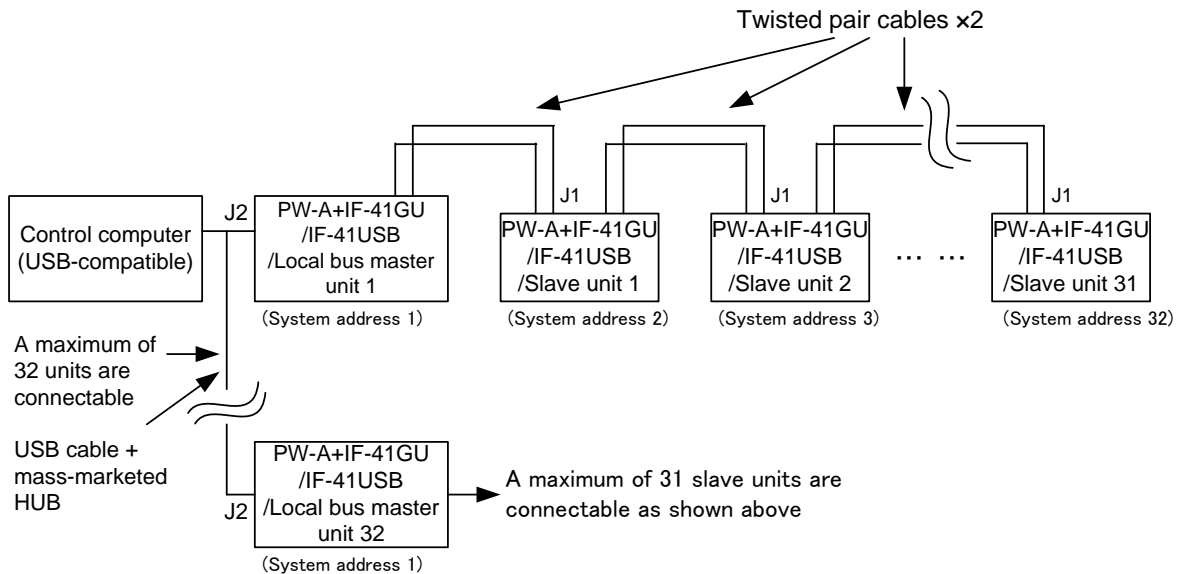 Twisted pair cables ×2
J2
J1
J1
J1
Control computer
(USB-compatible)
PW-A+IF-41GU
/IF-41USB
/Local bus master
unit 1
(System address 1)
PW-A+IF-41GU
/IF-41USB
/Slave unit 1
(System address 2)
PW-A+IF-41GU
/IF-41USB
/Slave unit 2
(System address 3)
… …
PW-A+IF-41GU
/IF-41USB
/Slave unit 31
(System address 32)
A maximum of
32 units are
connectable
USB cable +
mass-marketed
HUB
J2
PW-A+IF-41GU
/IF-41USB
/Local bus master
unit 32
(System address 1)
A maximum of 31 slave units are
connectable as shown above